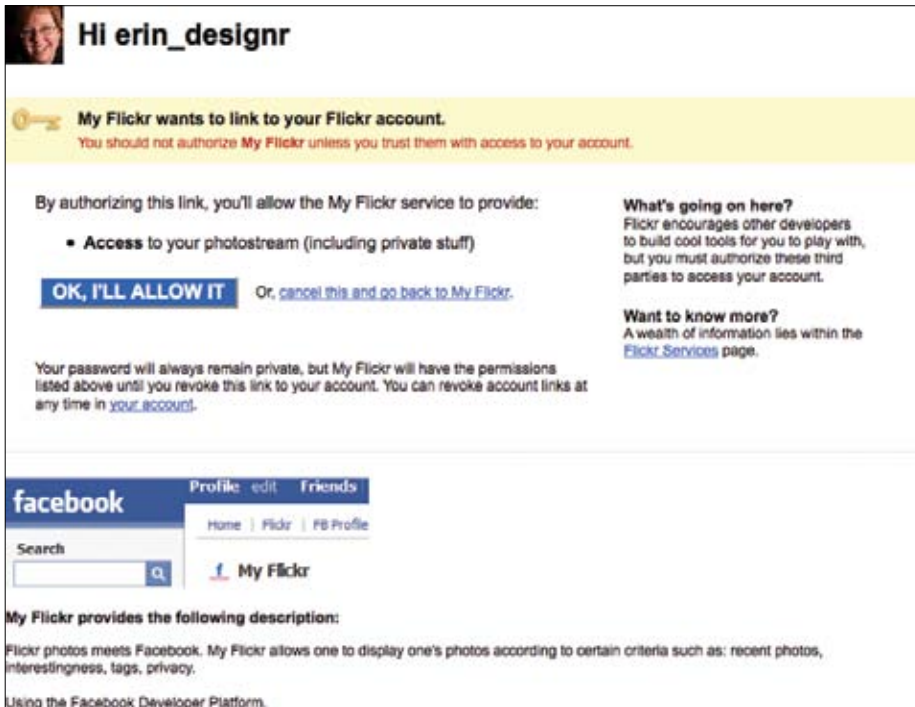 Hi erin_designr
My Flickr wants to link to your Flickr account.
You should not authorize My Flickr unless you trust them with access to your account.
By authorizing this link, you'll allow the My Flickr service to provide:
• Access to your photostream (including private stuff)
OK, I'LL ALLOW IT Or, cancel this and go back to My Flickr.
Your password will always remain private, but My Flickr will have the permissions
listed above until you revoke this link to your account. You can revoke account links at
any time in your account.
What's going on here?
Flickr encourages other developers
to build cool tools for you to play with,
but you must authorize these third
parties to access your account.
Want to know more?
A wealth of information lies within the
Flickr Services page.
facebook
Profile edit Friends
Home | Flickr | FB Profile
Search
My Flickr
My Flickr provides the following description:
Flickr photos meets Facebook. My Flickr allows one to display one's photos according to certain criteria such as: recent photos,
interestingness, tags, privacy.
Using the Facebook Developer Platform.